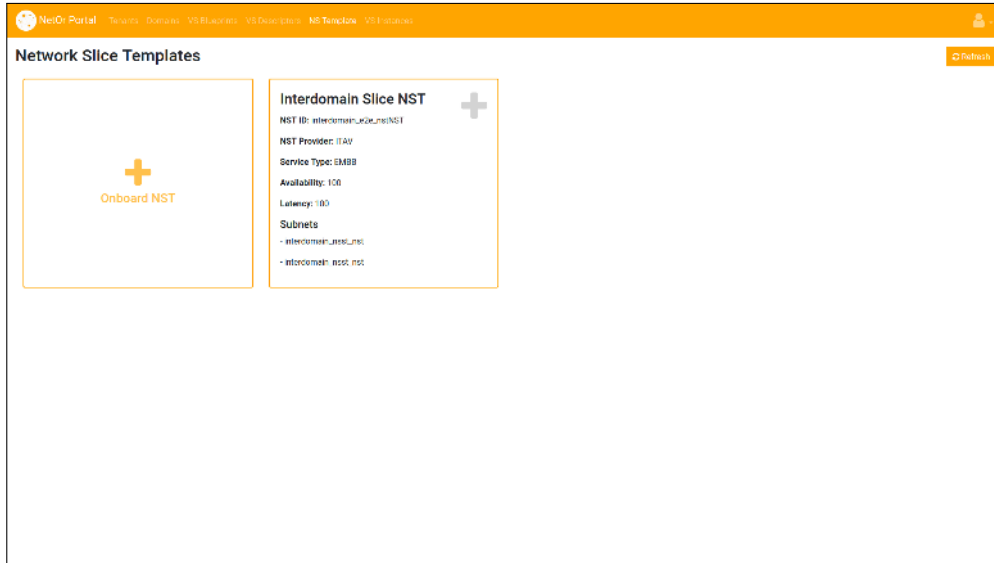 NetOr Portal Tenants Domains VS Blueprints VS Descriptors NS Template VS Instances
Network Slice Templates
Refresh
Onboard NST
Interdomain Slice NST
NST ID: interdomain_e2e_nstNST
NST Provider: ITAV
Service Type: EMBB
Availability: 100
Latency: 100
Subnets
- interdomain_nsst_nst
- interdomain_nsst_nst